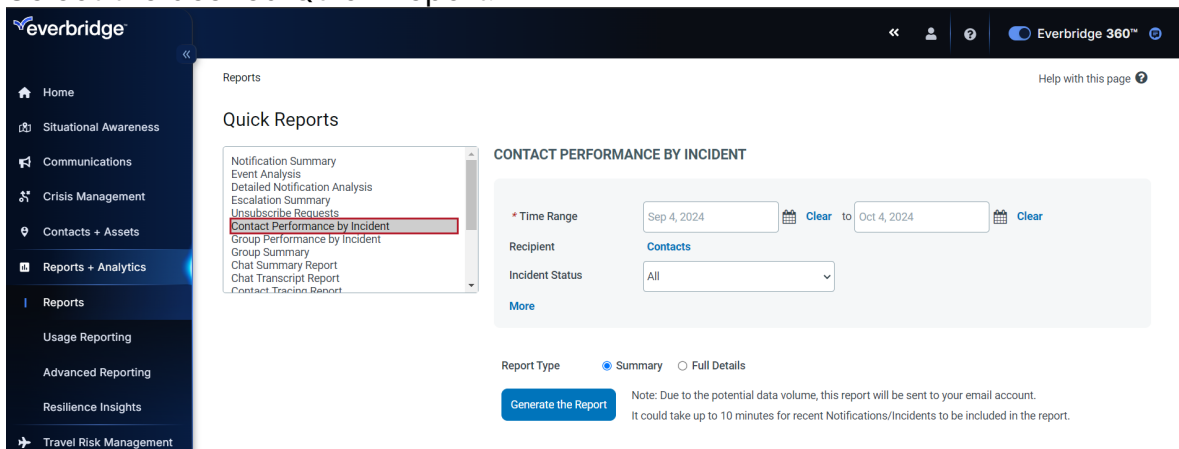 everbridge
Everbridge 360™
Home
Situational Awareness
Communications
Crisis Management
Contacts + Assets
Reports + Analytics
Reports
Usage Reporting
Advanced Reporting
Resilience Insights
Travel Risk Management
Reports
Help with this page
Quick Reports
Notification Summary
Event Analysis
Detailed Notification Analysis
Escalation Summary
Unsubscribe Requests
Contact Performance by Incident
Group Performance by Incident
Group Summary
Chat Summary Report
Chat Transcript Report
Contact Tracing Report
CONTACT PERFORMANCE BY INCIDENT
* Time Range Sep 4, 2024 Clear to Oct 4, 2024 Clear
Recipient Contacts
Incident Status All
More
Report Type Summary Full Details
Generate the Report
Note: Due to the potential data volume, this report will be sent to your email account.
It could take up to 10 minutes for recent Notifications/Incidents to be included in the report.